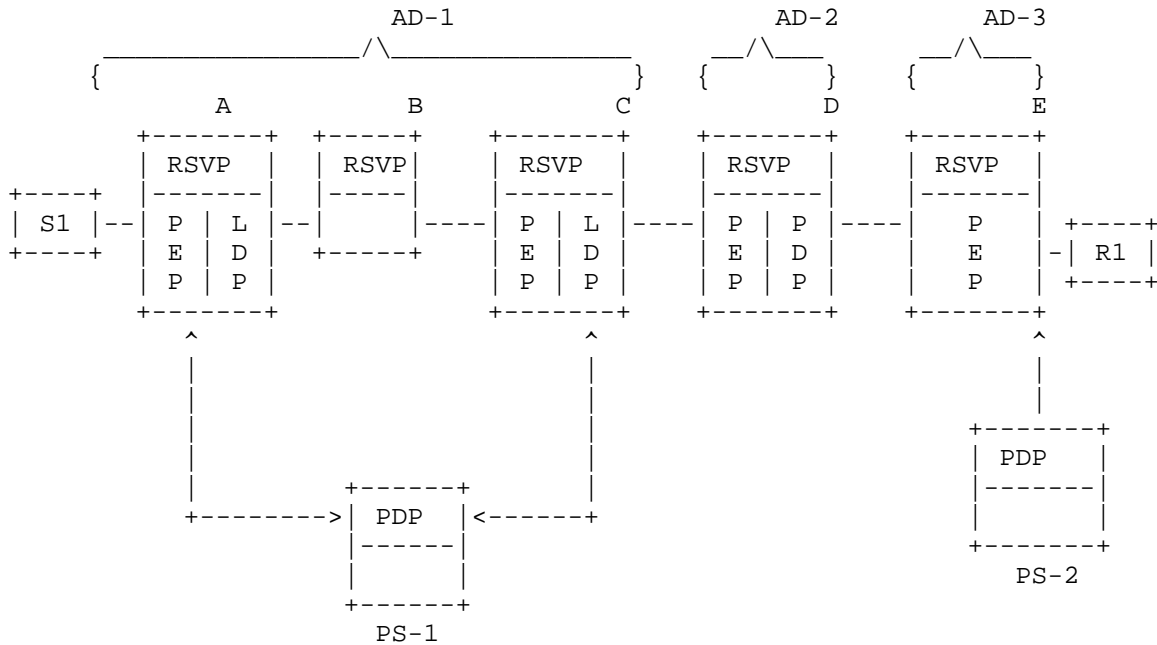 AD-1 AD-2 AD-3
A B C D E
RSVP RSVP RSVP RSVP RSVP
S1 P L P L P P P
E D E D E D E R1
P P P P P P P
PDP
PDP
PS-2
PS-1